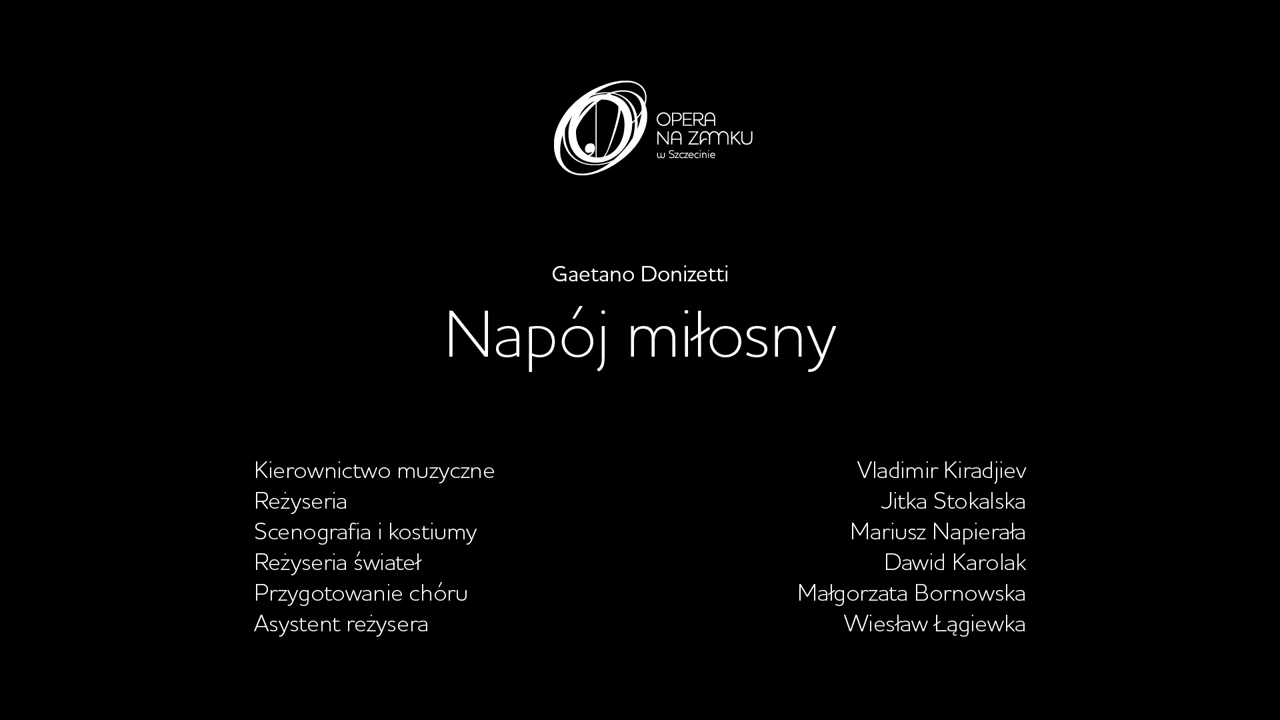 OPERA
NA ZAMKU
w Szczecinie
Gaetano Donizetti
Napój miłosny
Kierownictwo muzyczne Vladimir Kiradjiev
Reżyseria Jitka Stokalska
Scenografia i kostiumy Mariusz Napierała
Reżyseria świateł Dawid Karolak
Przygotowanie chóru Małgorzata Bornowska
Asystent reżysera Wiesław Łągiewka